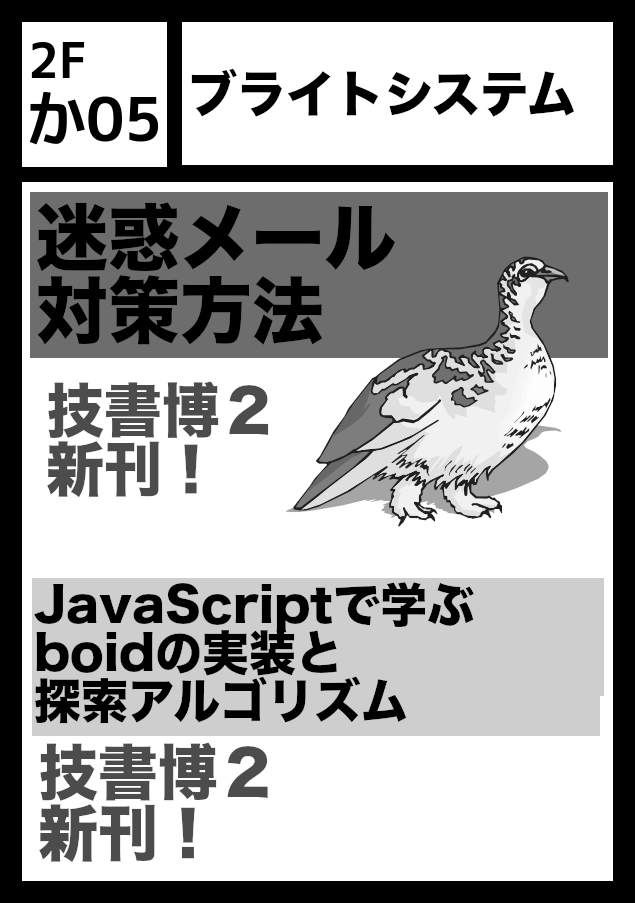 2F
か05
ブライトシステム
迷惑メール
対策方法
技書博２
新刊！
JavaScriptで学ぶ
boidの実装と
探索アルゴリズム
技書博２
新刊！